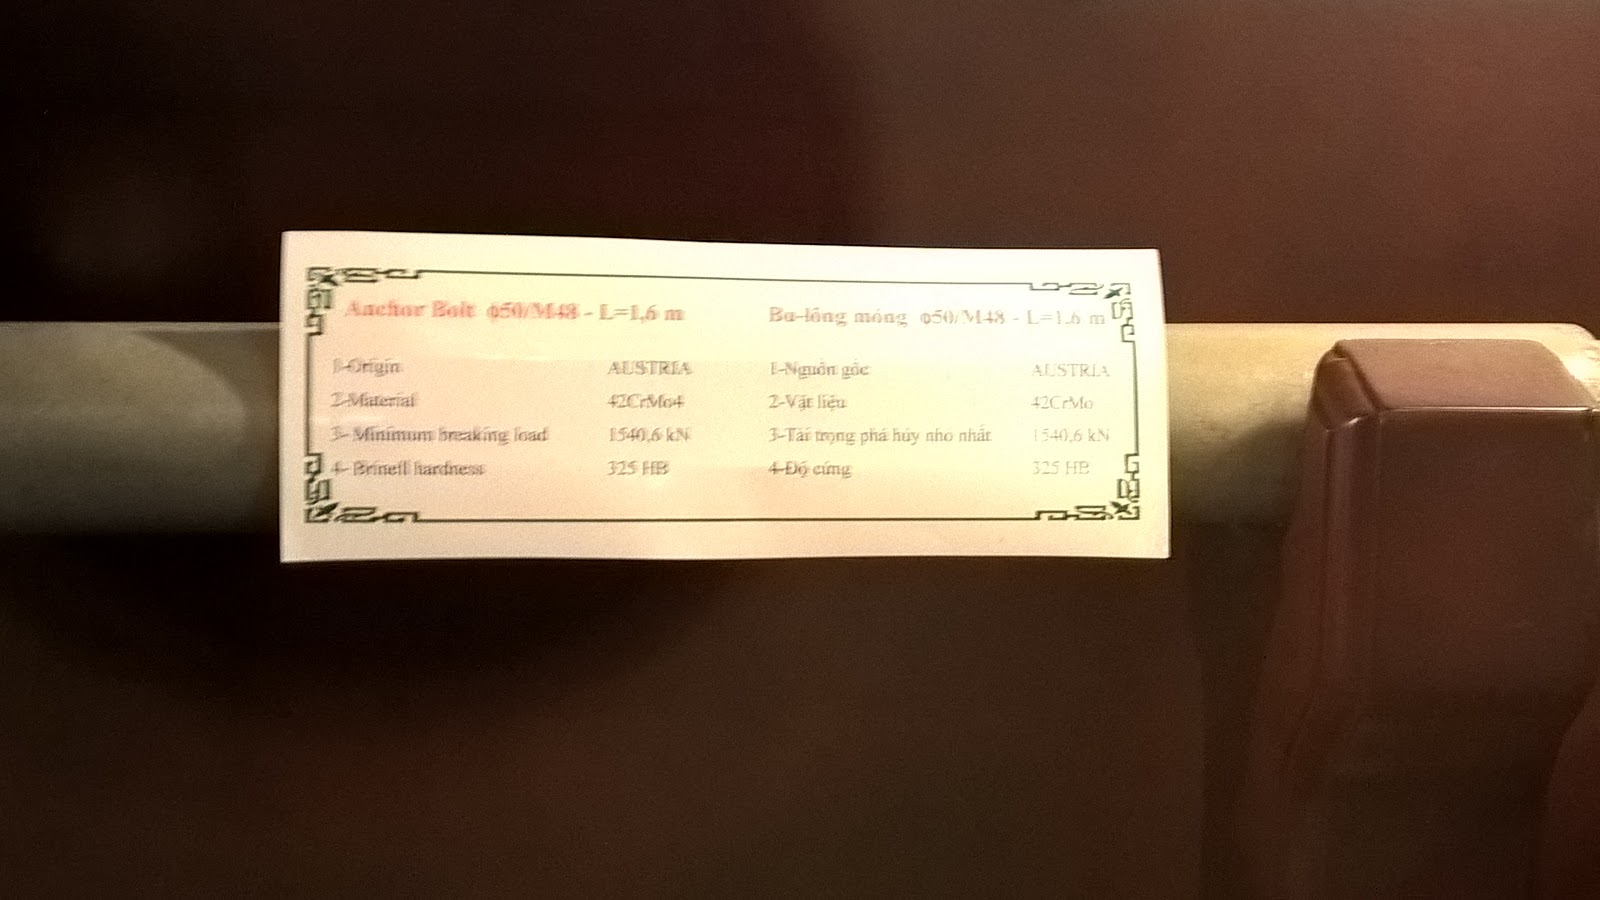 Anchor Bolt ϕ50/M48 - L=1,6 m
1-Origin AUSTRIA
2-Material 42CrMo4
3- Minimum breaking load 1540,6 kN
4- Brinell hardness 325 HB
Bu-lông móng ϕ50/M48 - L=1.6 m
1-Nguồn gốc AUSTRIA
2-Vật liệu 42CrMo
3-Tải trọng phá hủy nhỏ nhất 1540,6 kN
4-Độ cứng 325 HB